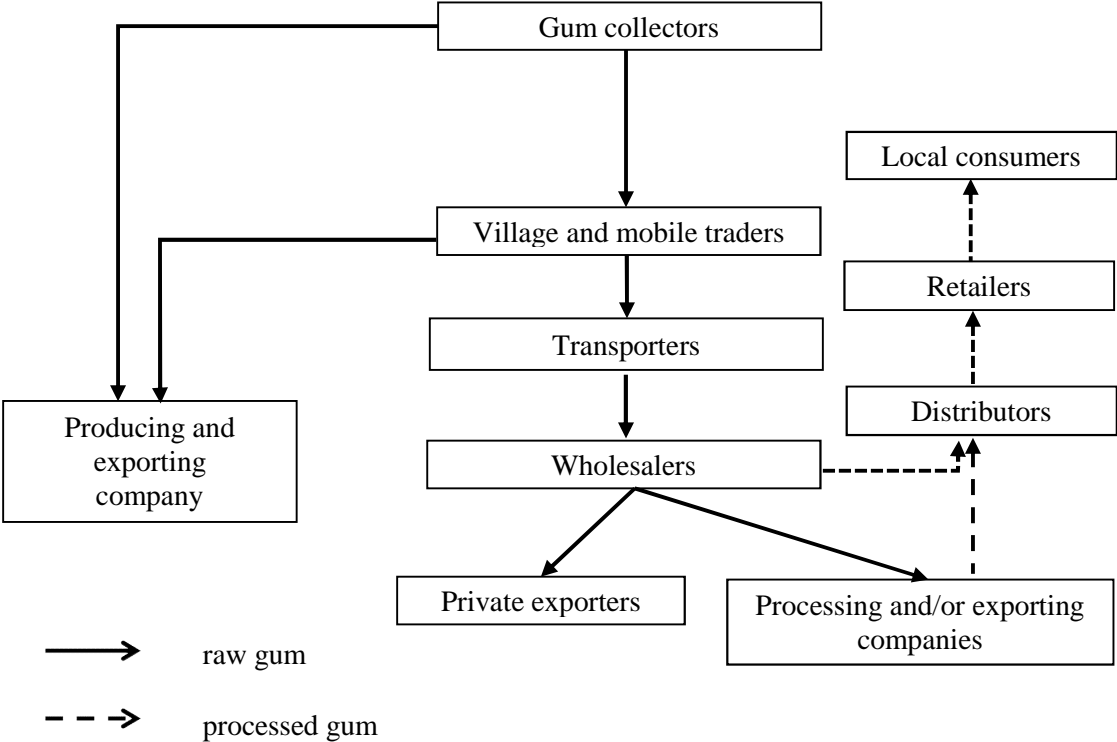 Gum collectors
Local consumers
Village and mobile traders
Retailers
Transporters
Distributors
Producing and
exporting
company
Wholesalers
Private exporters
Processing and/or exporting
companies
raw gum
processed gum